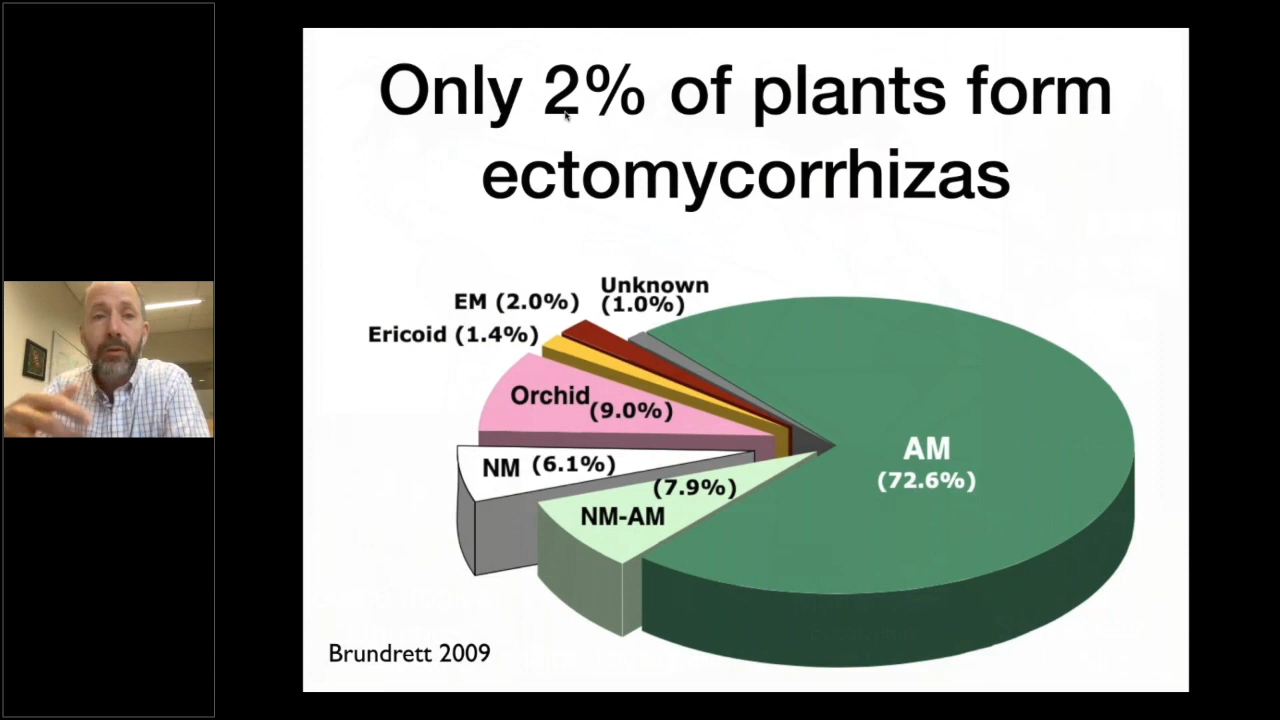 Only 2% of plants form
ectomycorrhizas
Unknown
(1.0%)
EM (2.0%)
Ericoid (1.4%)
Orchid (9.0%)
NM (6.1%)
(7.9%)
NM-AM
AM
(72.6%)
Brundrett 2009